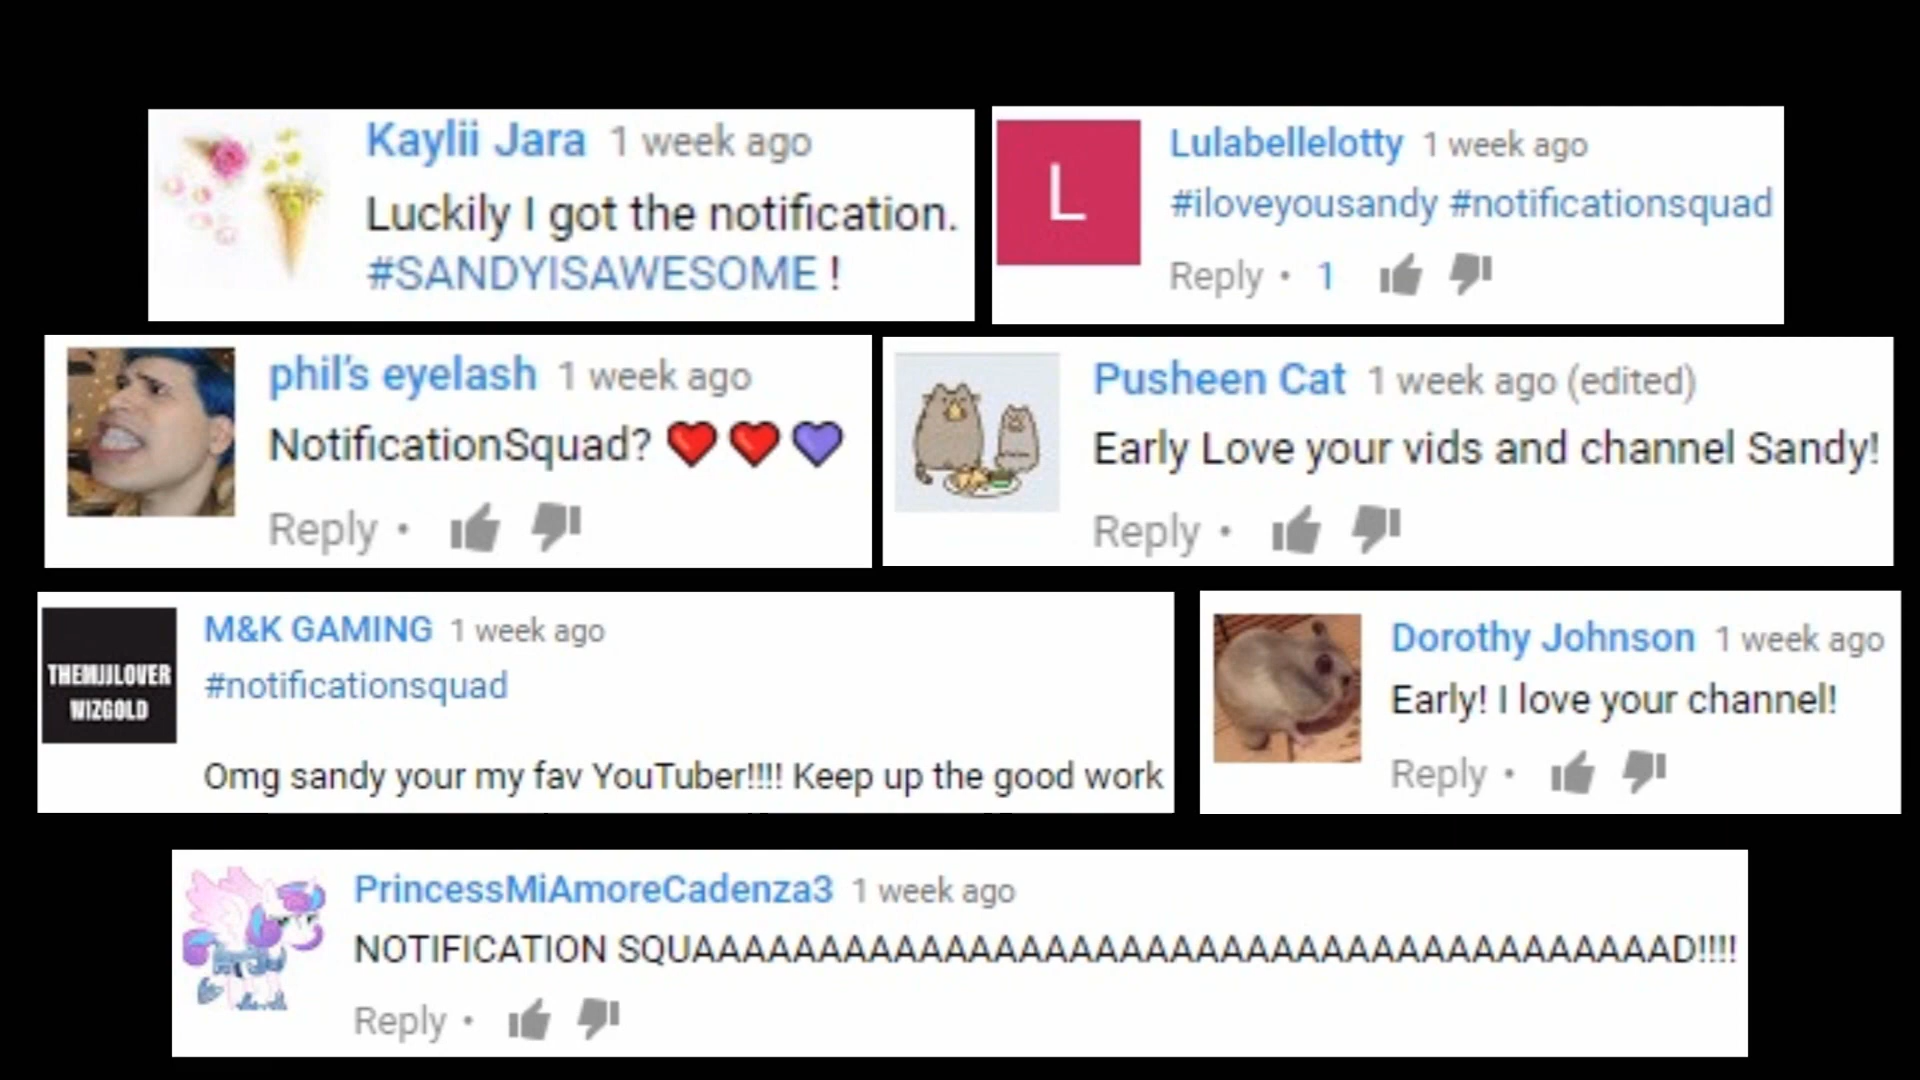 Kaylii Jara 1 week ago
Luckily I got the notification.
#SANDYISAWESOME !
L
Lulabellelotty 1 week ago
#iloveyousandy #notificationsquad
Reply • 1
phil's eyelash 1 week ago
NotificationSquad? ❤❤💜
Reply •
Pusheen Cat 1 week ago (edited)
Early Love your vids and channel Sandy!
Reply •
THEMJJLOVER
WIZGOLD
M&K GAMING 1 week ago
#notificationsquad
Omg sandy your my fav YouTuber!!!! Keep up the good work
Dorothy Johnson 1 week ago
Early! I love your channel!
Reply •
PrincessMiAmoreCadenza3 1 week ago
NOTIFICATION SQUAAAAAAAAAAAAAAAAAAAAAAAAAAAAAAAAAAAAAAAD!!!!
Reply •